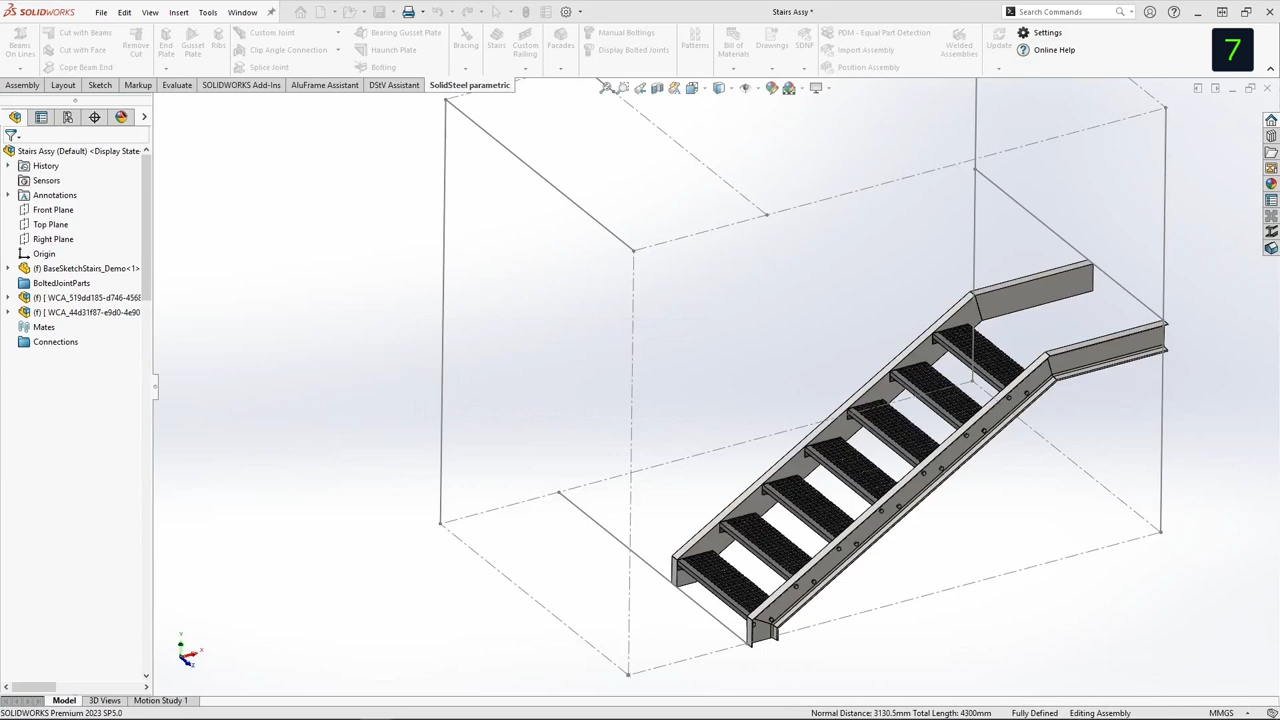 SOLIDWORKS File Edit View Insert Tools Window Stairs Assy * Search Commands
Beams On Lines
Cut with Beams
Cut with Face
Cope Beam End
Remove Cut
End Plate
Gusset Plate
Ribs
Custom Joint
Clip Angle Connection
Splice Joint
Bearing Gusset Plate
Haunch Plate
Bolting
Bracing
Stairs
Custom Railing
Facades
Manual Boltings
Display Bolted Joints
Patterns
Bill of Materials
Drawings
SDNF
PDM - Equal Part Detection
Import Assembly
Position Assembly
Welded Assemblies
Update
Settings
Online Help
7
Assembly Layout Sketch Markup Evaluate SOLIDWORKS Add-Ins AluFrame Assistant DStV Assistant SolidSteel parametric
Stairs Assy (Default) <Display State-
History
Sensors
Annotations
Front Plane
Top Plane
Right Plane
Origin
(f) BaseSketchStairs_Demo<1>
BoltedJointParts
(f) [ WCA_519dd185-d746-4568
(f) [ WCA_44d31f87-e9d0-4e90
Mates
Connections
Y
X
Z
Model 3D Views Motion Study 1
SOLIDWORKS Premium 2023 SP5.0 Normal Distance: 3130.5mm Total Length: 4300mm Fully Defined Editing Assembly MMGS